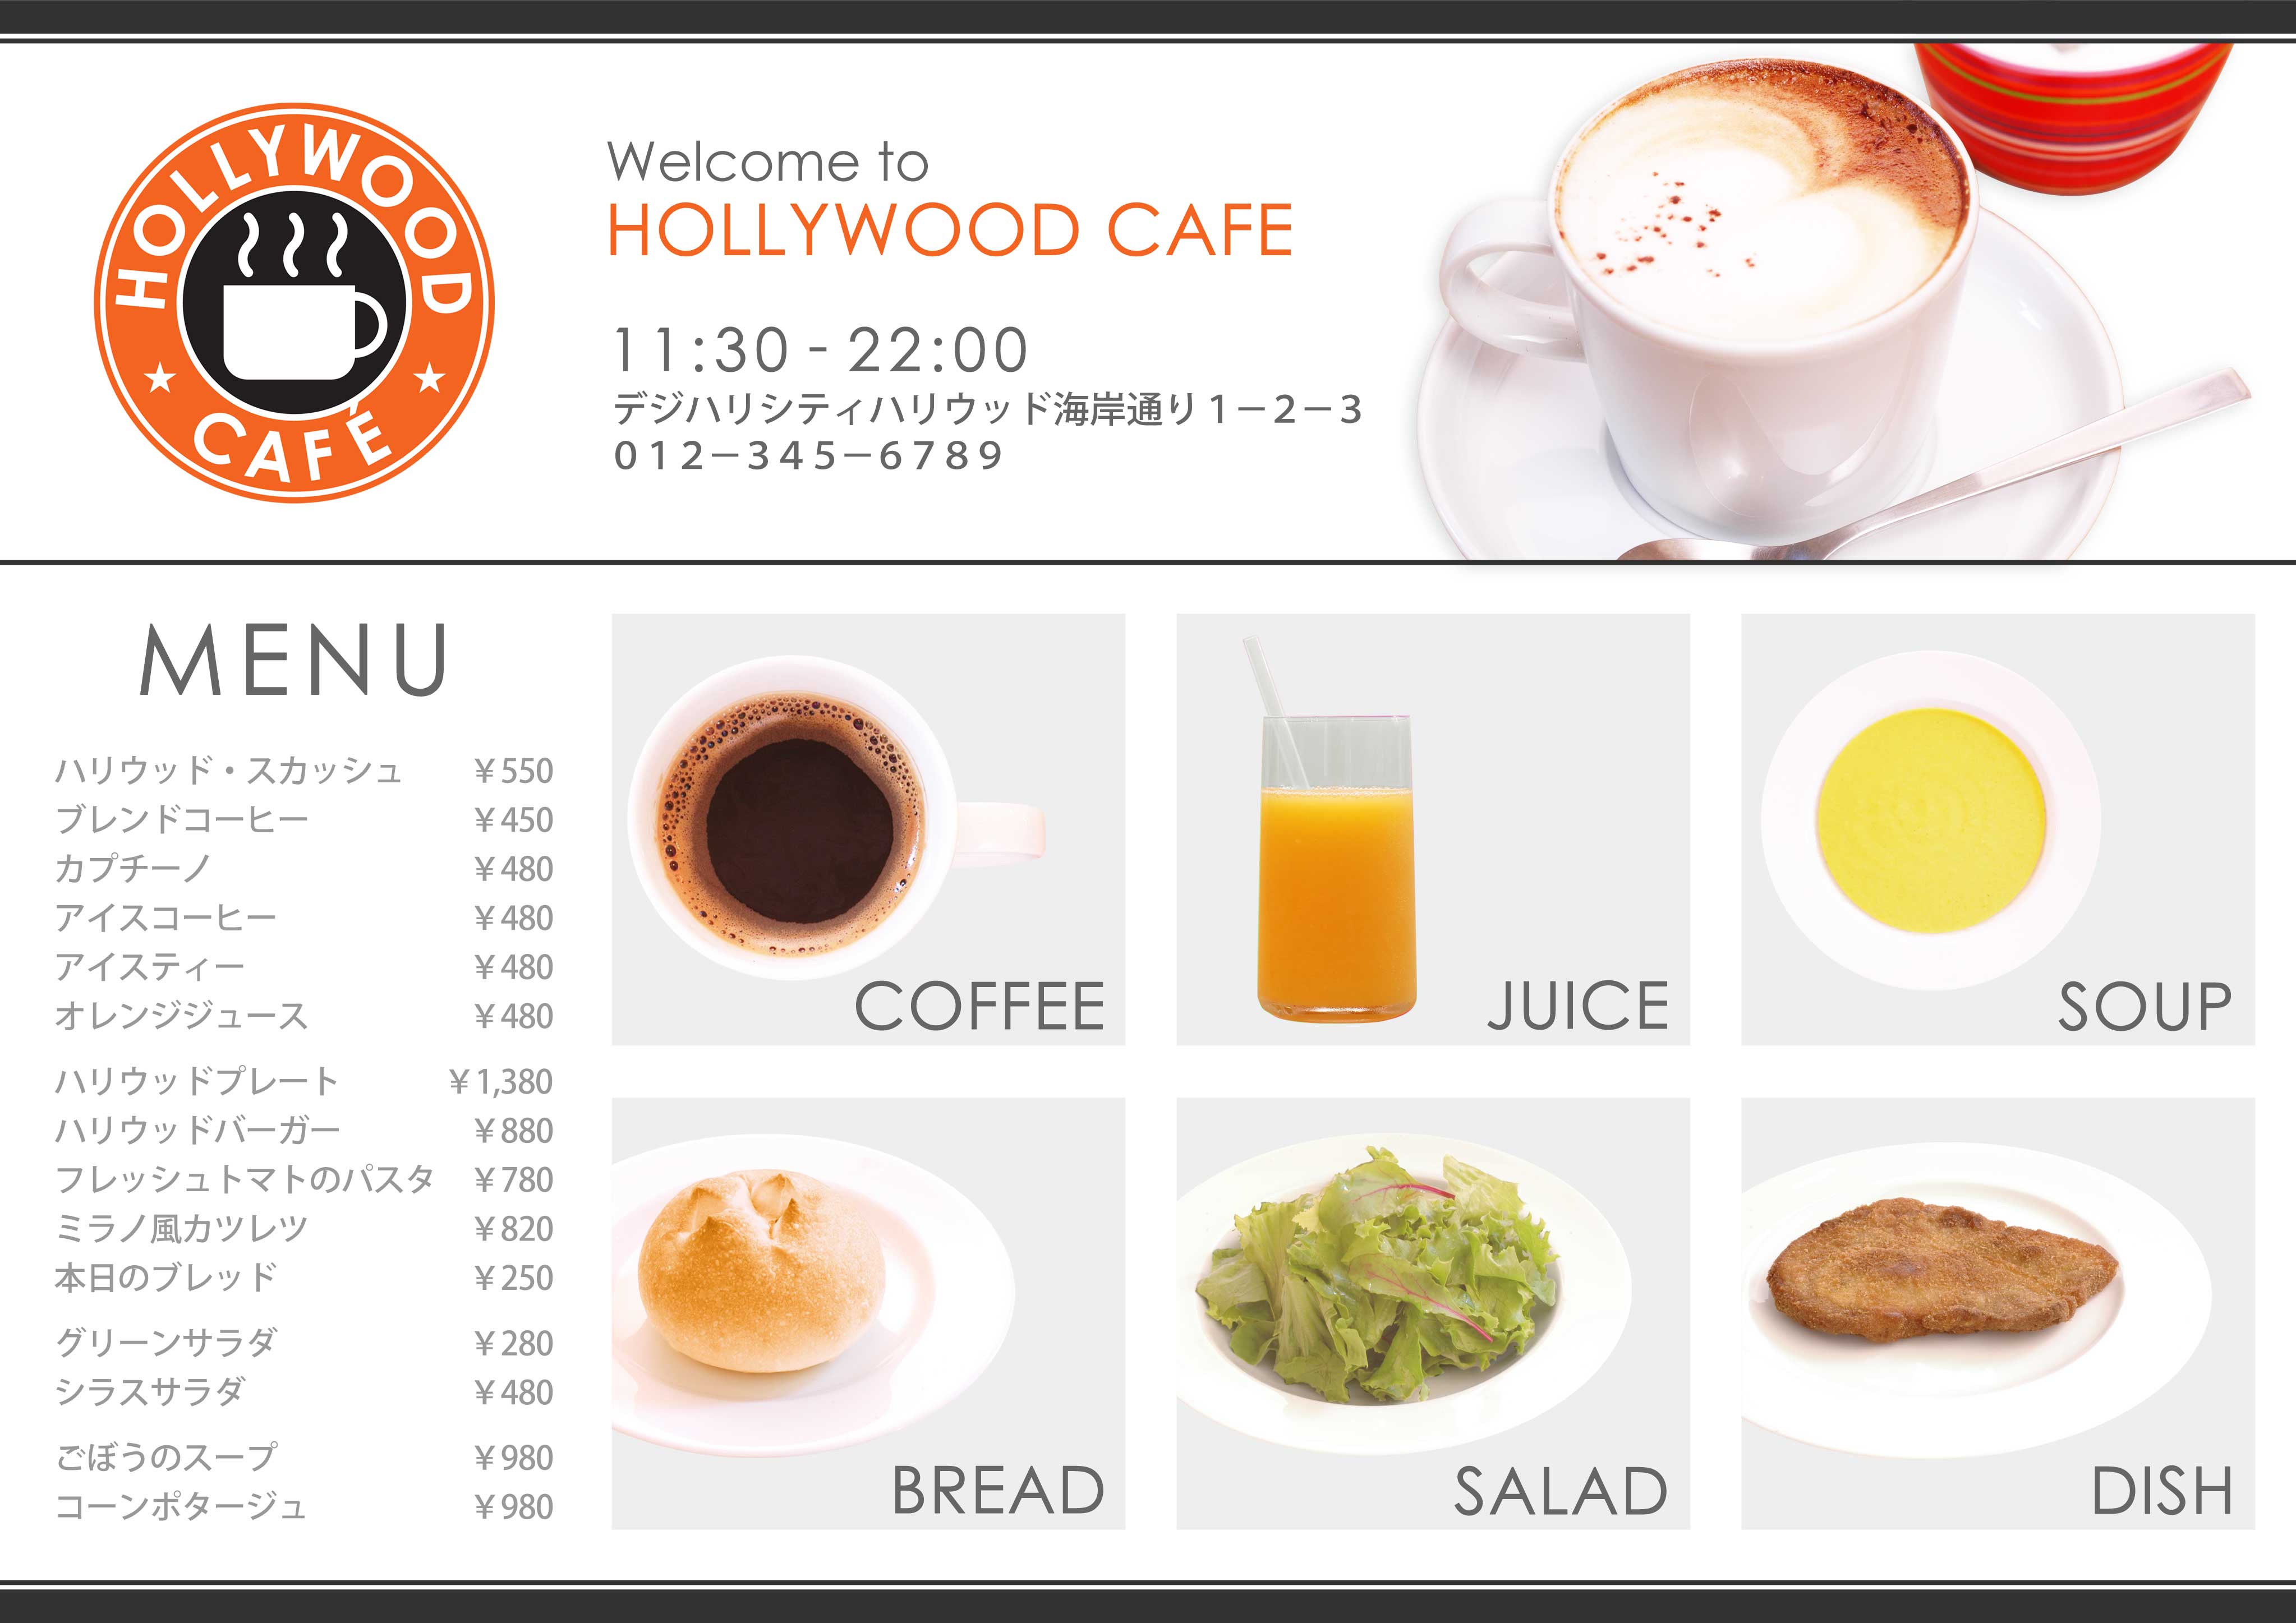 HOLLYWOOD
CAFÉ
Welcome to
HOLLYWOOD CAFE
11:30 - 22:00
デジハリシティハリウッド海岸通り1－2－3
012－345－6789
MENU
ハリウッド・スカッシュ ￥550
ブレンドコーヒー ￥450
カプチーノ ￥480
アイスコーヒー ￥480
アイスティー ￥480
オレンジジュース ￥480
ハリウッドプレート ￥1,380
ハリウッドバーガー ￥880
フレッシュトマトのパスタ ￥780
ミラノ風カツレツ ￥820
本日のブレッド ￥250
グリーンサラダ ￥280
シラスサラダ ￥480
ごぼうのスープ ￥980
コーンポタージュ ￥980
COFFEE
JUICE
SOUP
BREAD
SALAD
DISH